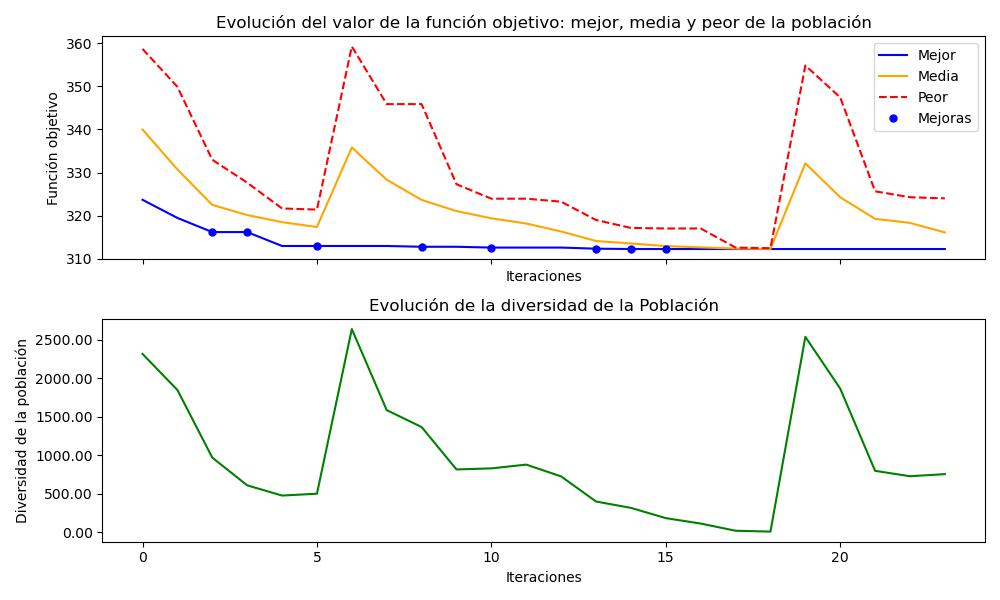 Evolución del valor de la función objetivo: mejor, media y peor de la población
360
350
340
330
320
310
Función objetivo
Mejor
Media
Peor
Mejoras
Iteraciones
Evolución de la diversidad de la Población
2500.00
2000.00
1500.00
1000.00
500.00
0.00
Diversidad de la población
0 5 10 15 20
Iteraciones